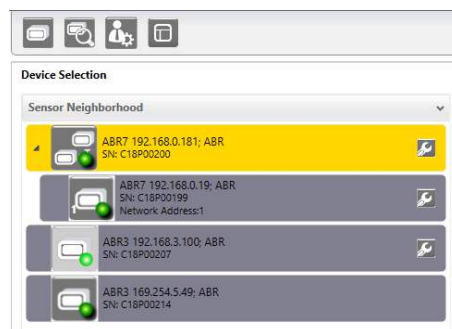 Device Selection
Sensor Neighborhood
ABR7 192.168.0.181; ABR
SN: C18P00200
ABR7 192.168.0.19; ABR
SN: C18P00199
Network Address:1
1
ABR3 192.168.3.100; ABR
SN: C18P00207
ABR3 169.254.5.49; ABR
SN: C18P00214